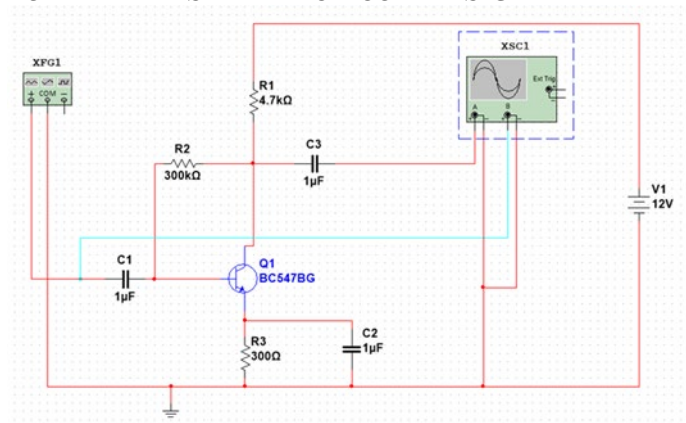 XFG1
COM
XSC1
Ext Trig
A
B
R1
4.7kΩ
R2
300kΩ
C3
1µF
V1
12V
C1
1µF
Q1
BC547BG
R3
300Ω
C2
1µF